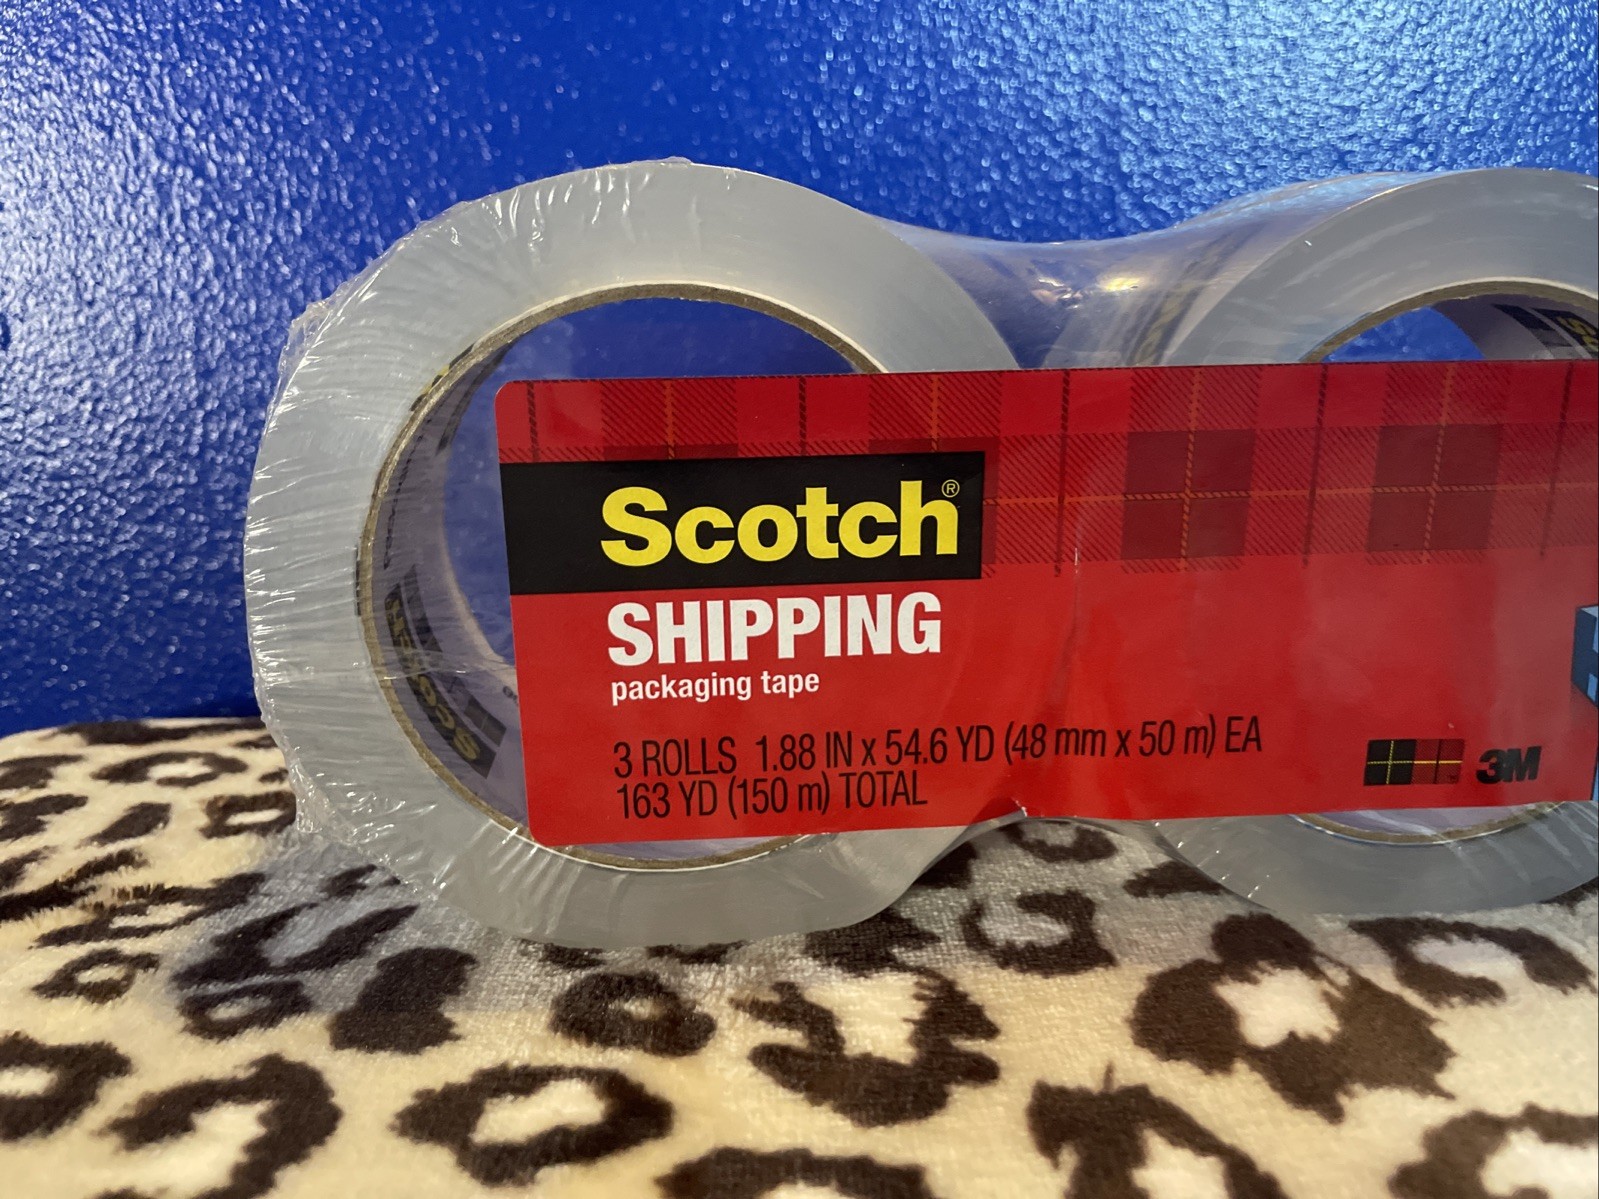 Scotch®
SHIPPING
packaging tape
3 ROLLS 1.88 IN x 54.6 YD (48 mm x 50 m) EA
163 YD (150 m) TOTAL
3M
Scotch